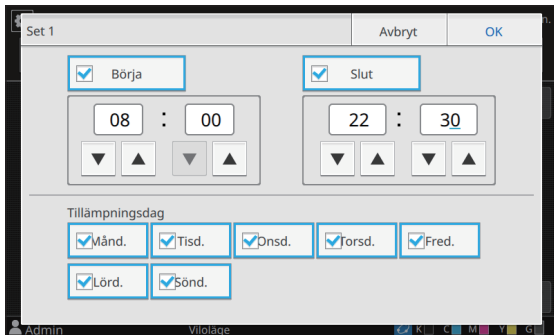 Set 1 Avbryt OK
Börja Slut
08 : 00 22 : 30
Tillämpningsdag
Månd. Tisd. Onsd. Torsd. Fred.
Lörd. Sönd.
Admin Viloläge K C M Y G